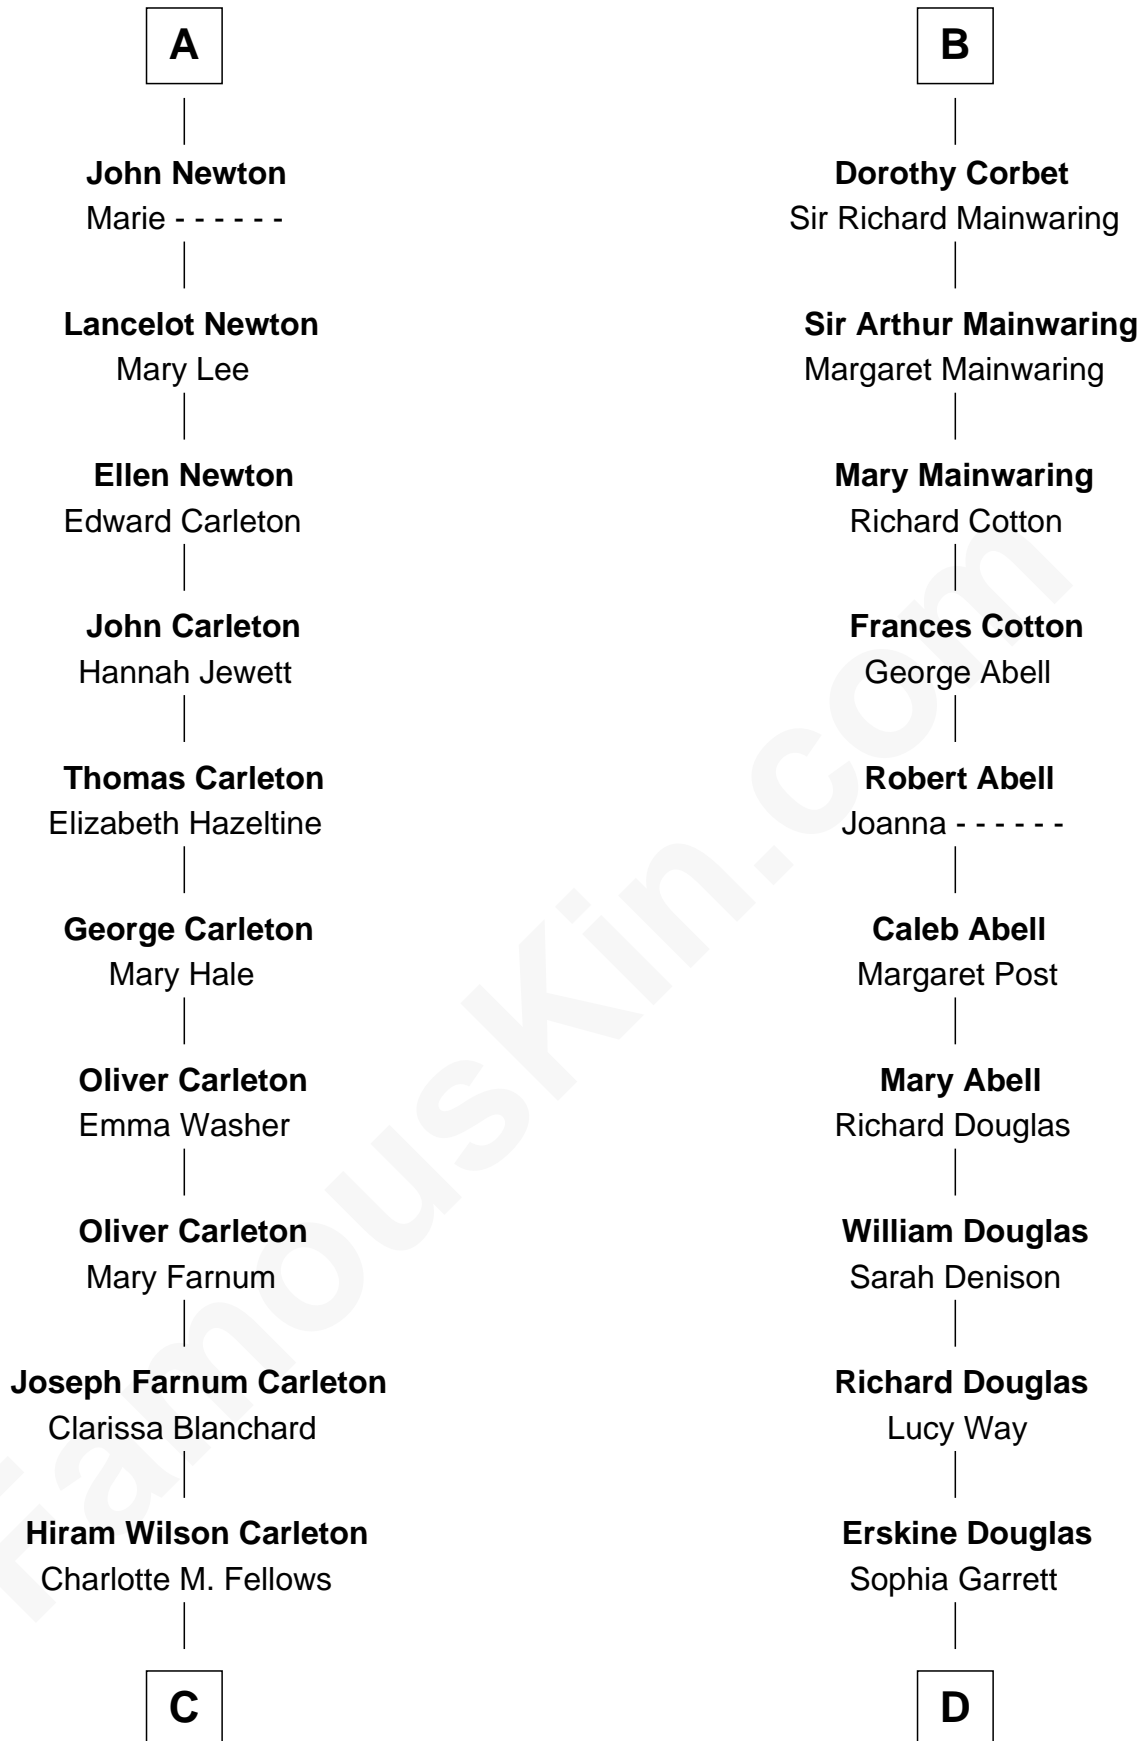 A
John Newton
Marie - - - - - -
Lancelot Newton
Mary Lee
Ellen Newton
Edward Carleton
John Carleton
Hannah Jewett
Thomas Carleton
Elizabeth Hazeltine
George Carleton
Mary Hale
Oliver Carleton
Emma Washer
Oliver Carleton
Mary Farnum
Joseph Farnum Carleton
Clarissa Blanchard
Hiram Wilson Carleton
Charlotte M. Fellows
C
B
Dorothy Corbet
Sir Richard Mainwaring
Sir Arthur Mainwaring
Margaret Mainwaring
Mary Mainwaring
Richard Cotton
Frances Cotton
George Abell
Robert Abell
Joanna - - - - - -
Caleb Abell
Margaret Post
Mary Abell
Richard Douglas
William Douglas
Sarah Denison
Richard Douglas
Lucy Way
Erskine Douglas
Sophia Garrett
D
FamousKin.com